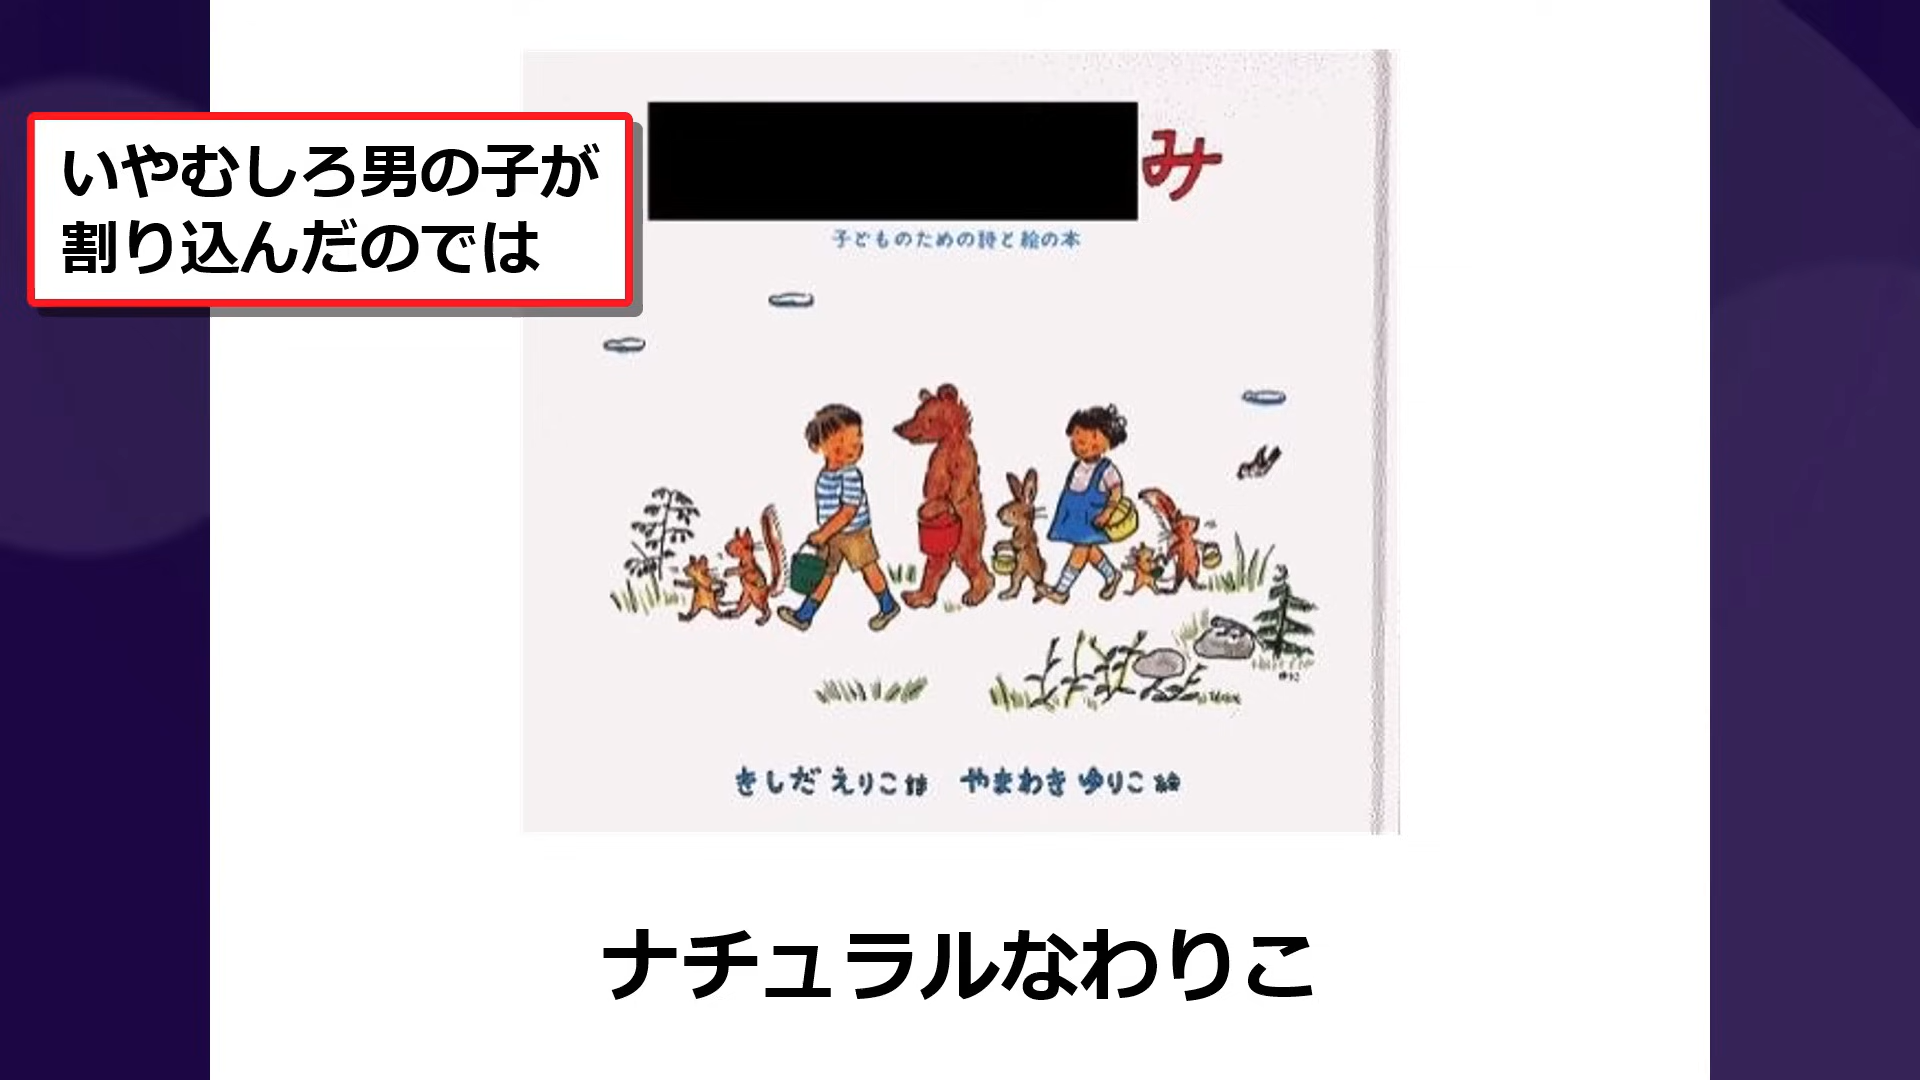 いやむしろ男の子が
割り込んだのでは
み
子どものための詩と絵の本
きしだ えりこ 詩 やまわき ゆりこ 絵
ナチュラルなわりこ